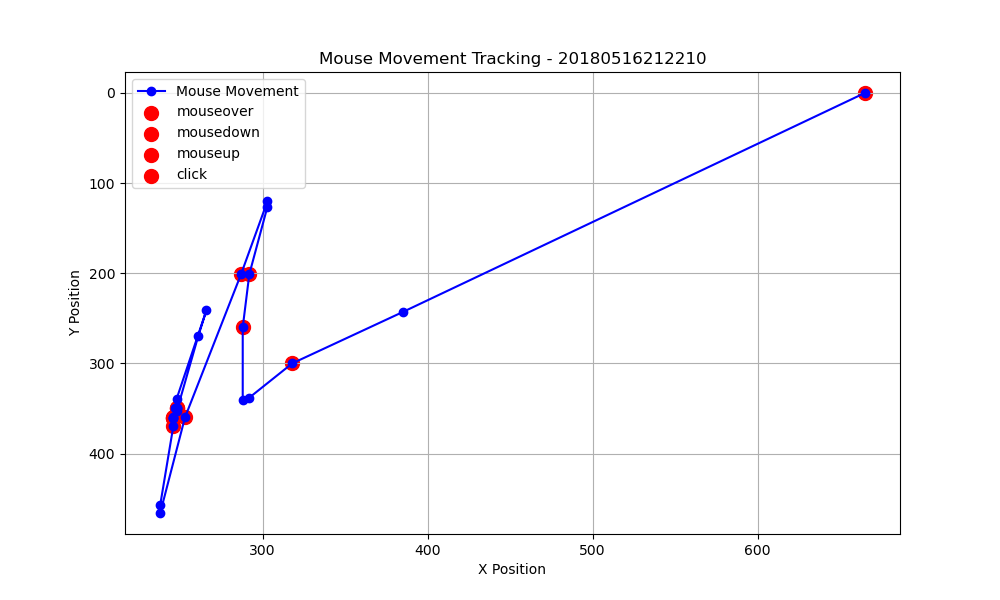 Mouse Movement Tracking - 20180516212210
Mouse Movement
mouseover
mousedown
mouseup
click
0
100
200
300
400
Y Position
300
400
500
600
X Position